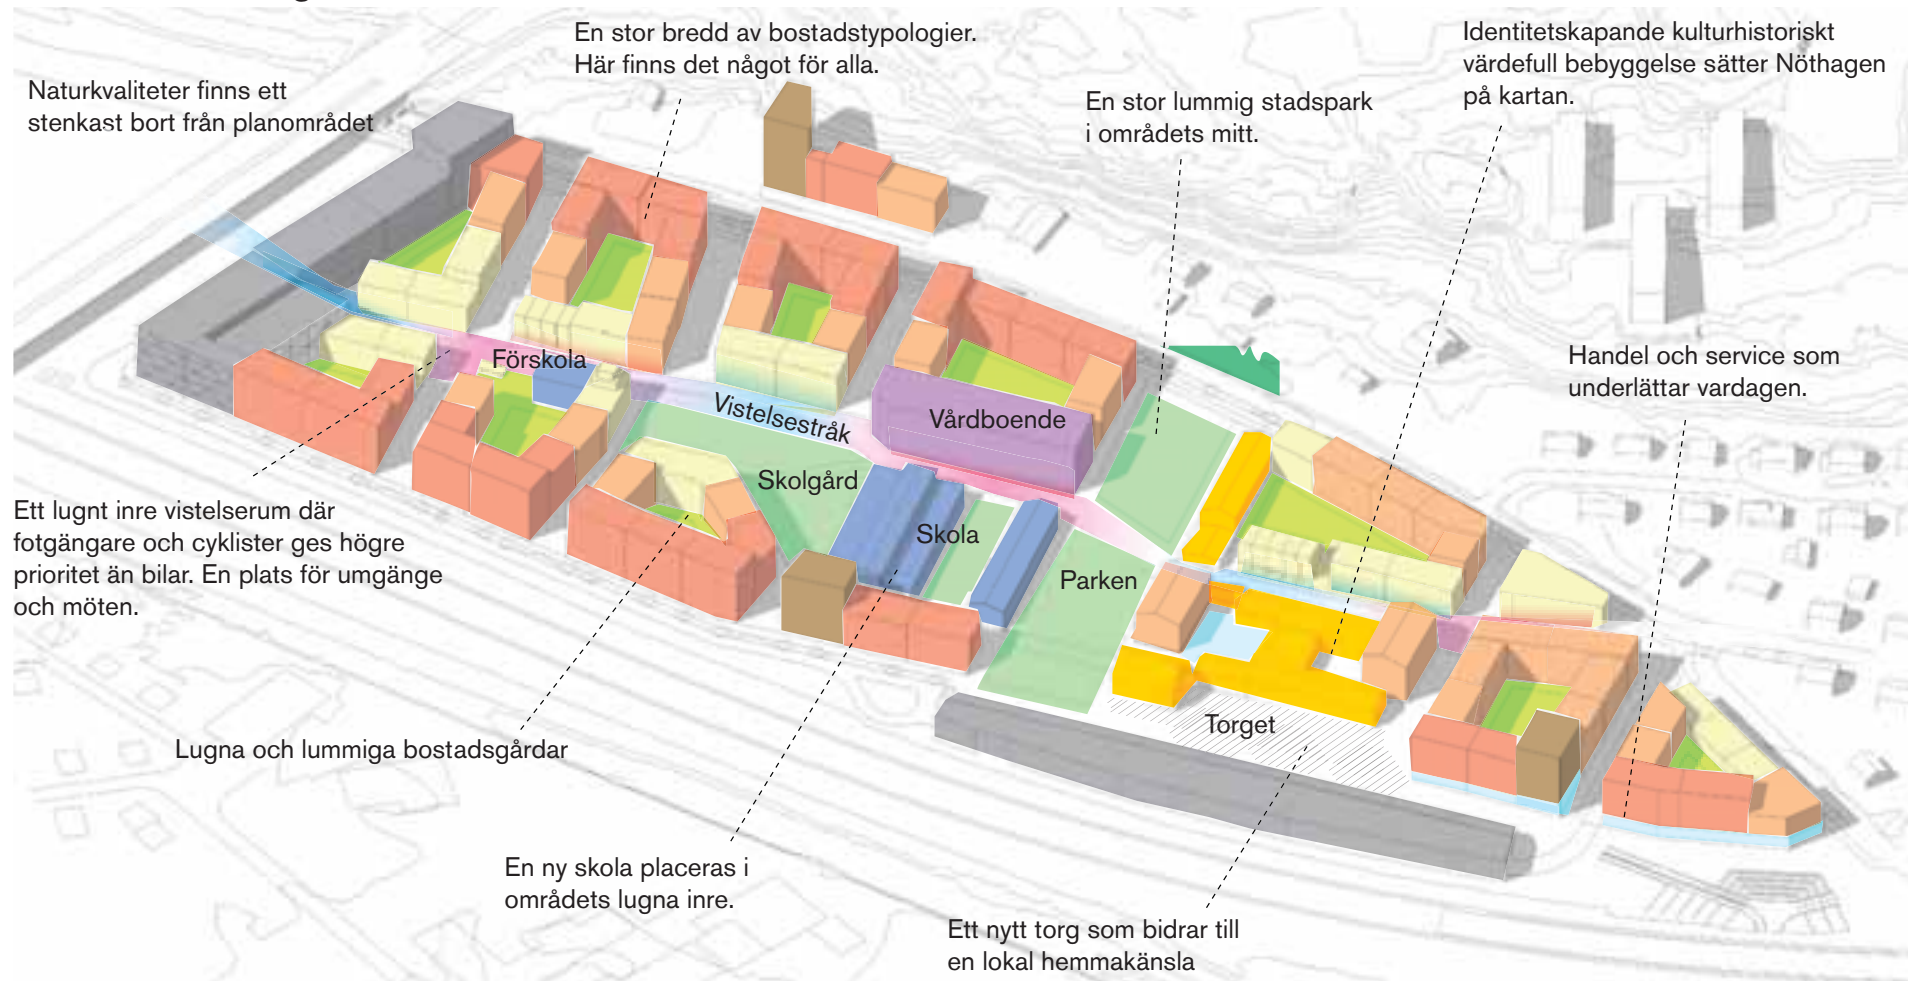 En stor bredd av bostadstypologier.
Här finns det något för alla.
Identitetskapande kulturhistoriskt
värdefull bebyggelse sätter Nöthagen
på kartan.
Naturkvaliteter finns ett
stenkast bort från planområdet
En stor lummig stadspark
i områdets mitt.
Handel och service som
underlättar vardagen.
Förskola
Vistelsestråk
Vårdboende
Skolgård
Skola
Parken
Torget
Ett lugnt inre vistelserum där
fotgängare och cyklister ges högre
prioritet än bilar. En plats för umgänge
och möten.
Lugna och lummiga bostadsgårdar
En ny skola placeras i
områdets lugna inre.
Ett nytt torg som bidrar till
en lokal hemmakänsla